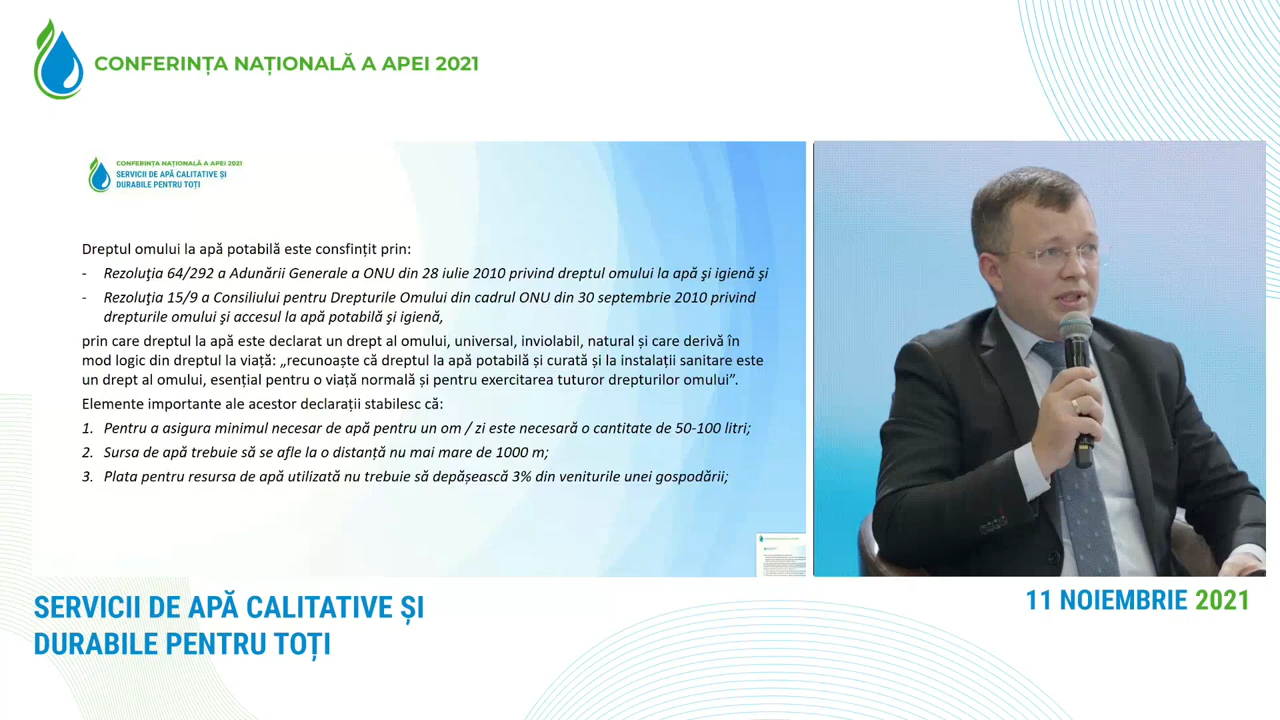 CONFERINȚA NAȚIONALĂ A APEI 2021
CONFERINȚA NAȚIONALĂ A APEI 2021
SERVICII DE APĂ CALITATIVE ȘI
DURABILE PENTRU TOȚI
Dreptul omului la apă potabilă este consfințit prin:
- Rezoluţia 64/292 a Adunării Generale a ONU din 28 iulie 2010 privind dreptul omului la apă şi igienă şi
- Rezoluţia 15/9 a Consiliului pentru Drepturile Omului din cadrul ONU din 30 septembrie 2010 privind
drepturile omului şi accesul la apă potabilă şi igienă,
prin care dreptul la apă este declarat un drept al omului, universal, inviolabil, natural și care derivă în
mod logic din dreptul la viață: „recunoaște că dreptul la apă potabilă și curată și la instalații sanitare este
un drept al omului, esențial pentru o viață normală și pentru exercitarea tuturor drepturilor omului”.
Elemente importante ale acestor declarații stabilesc că:
1. Pentru a asigura minimul necesar de apă pentru un om / zi este necesară o cantitate de 50-100 litri;
2. Sursa de apă trebuie să se afle la o distanța nu mai mare de 1000 m;
3. Plata pentru resursa de apă utilizată nu trebuie să depășească 3% din veniturile unei gospodării;
SERVICII DE APĂ CALITATIVE ȘI
DURABILE PENTRU TOȚI
11 NOIEMBRIE 2021